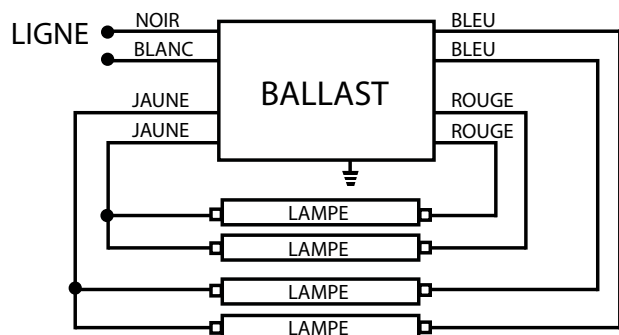 LIGNE
NOIR
BLANC
JAUNE
JAUNE
BALLAST
BLEU
BLEU
ROUGE
ROUGE
LAMPE
LAMPE
LAMPE
LAMPE